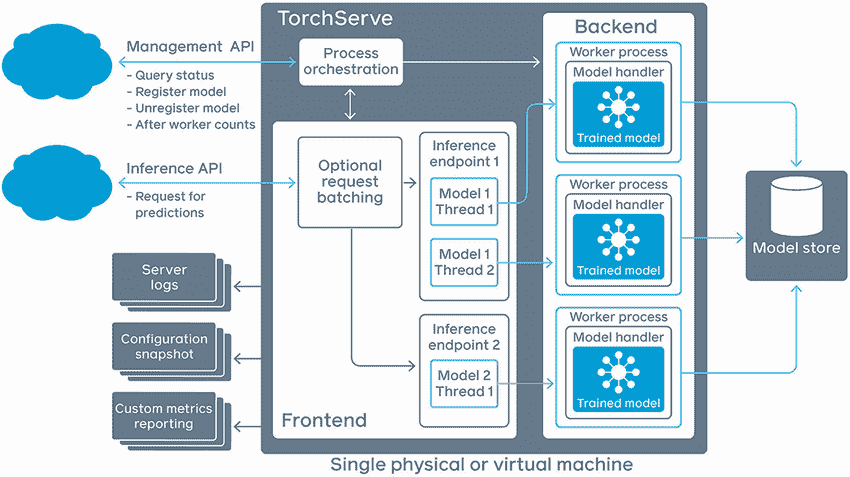 TorchServe
Backend
Management API
- Query status
- Register model
- Unregister model
- After worker counts
Process
orchestration
Inference API
- Request for
predictions
Optional
request
batching
Inference
endpoint 1
Model 1
Thread 1
Model 1
Thread 2
Inference
endpoint 2
Model 2
Thread 1
Frontend
Worker process
Model handler
Trained model
Worker process
Model handler
Trained model
Worker process
Model handler
Trained model
Model store
Server
logs
Configuration
snapshot
Custom metrics
reporting
Single physical or virtual machine